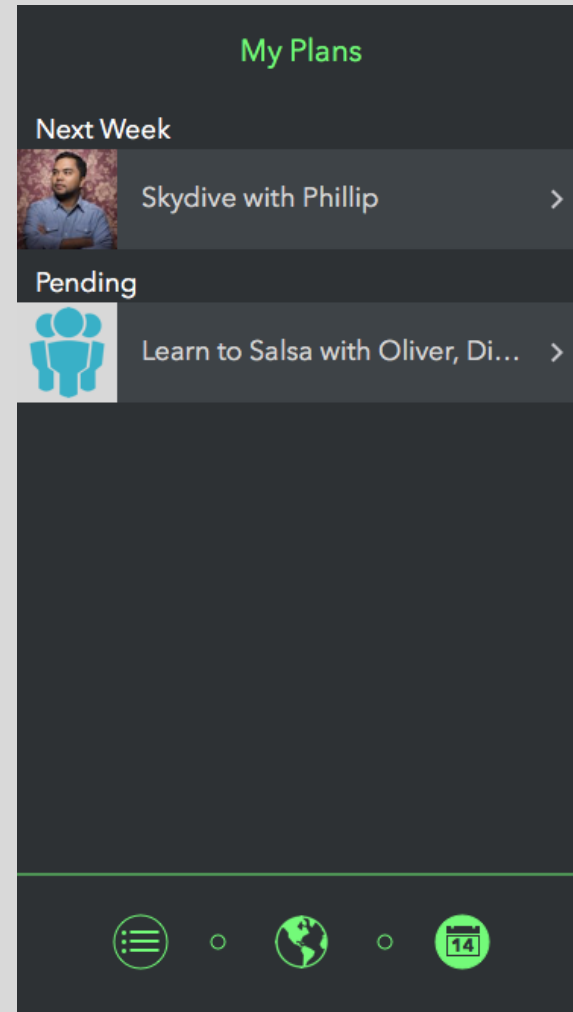 My Plans
Next Week
Skydive with Phillip
Pending
Learn to Salsa with Oliver, Di...
14